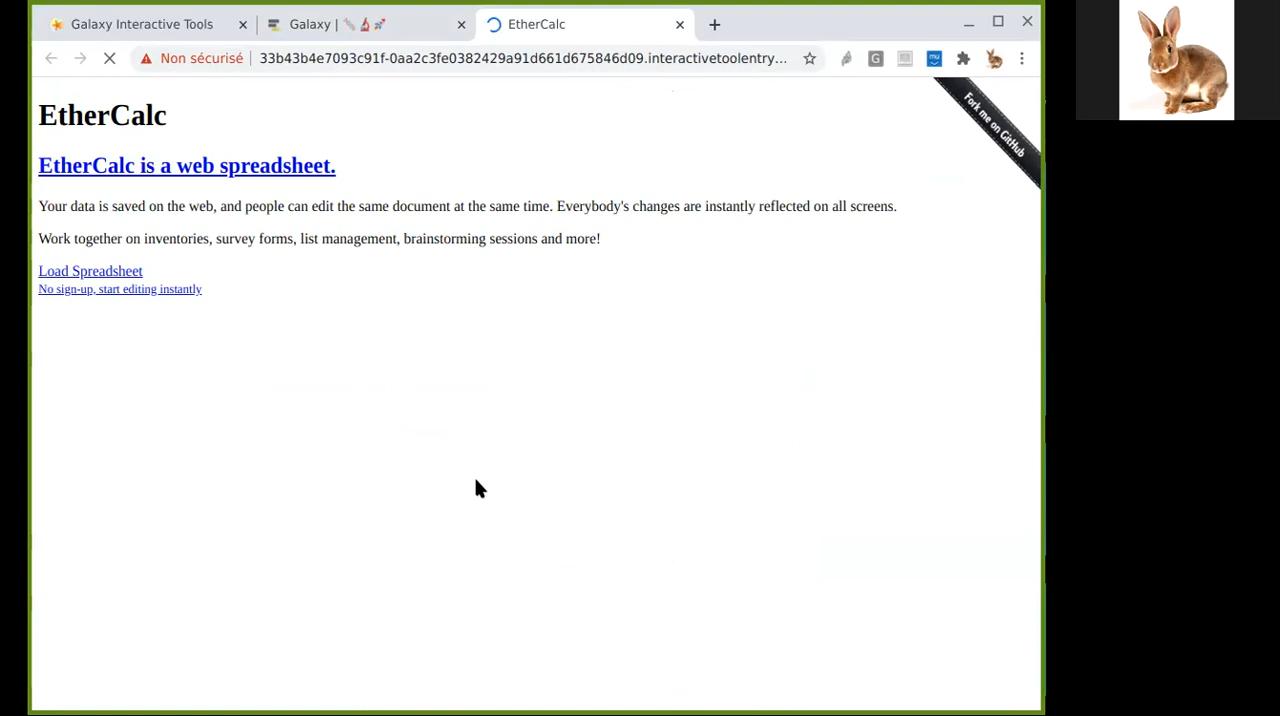 Galaxy Interactive Tools
Galaxy |
EtherCalc
Non sécurisé
33b43b4e7093c91f-0aa2c3fe0382429a91d661d675846d09.interactivetoolentry...
G
mu
Fork me on GitHub
EtherCalc
EtherCalc is a web spreadsheet.
Your data is saved on the web, and people can edit the same document at the same time. Everybody's changes are instantly reflected on all screens.
Work together on inventories, survey forms, list management, brainstorming sessions and more!
Load Spreadsheet
No sign-up, start editing instantly